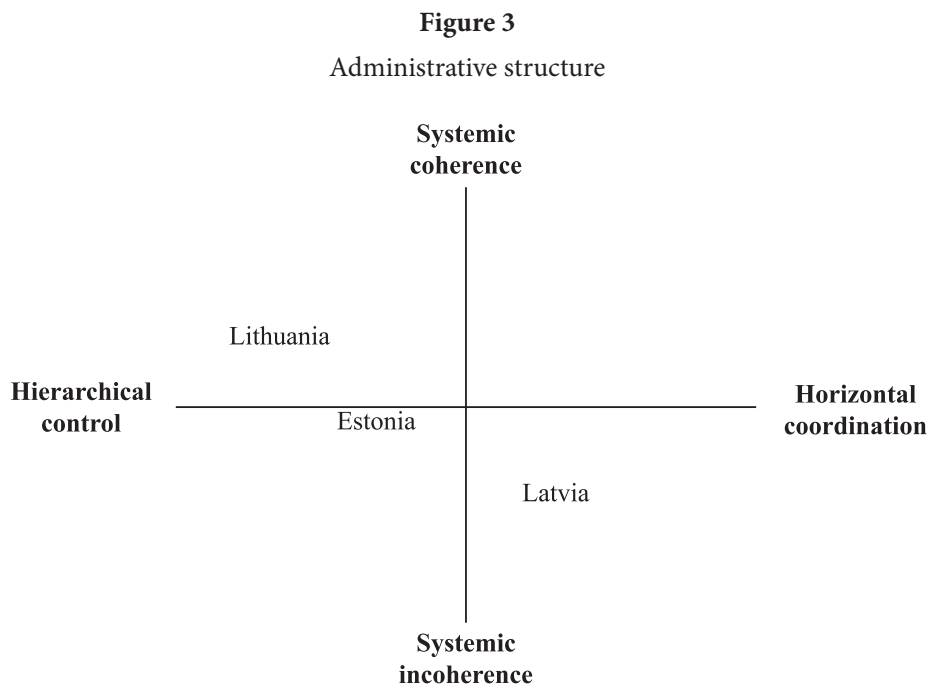 Figure 3
Administrative structure
Systemic
coherence
Lithuania
Hierarchical
control
Horizontal
coordination
Estonia
Latvia
Systemic
incoherence